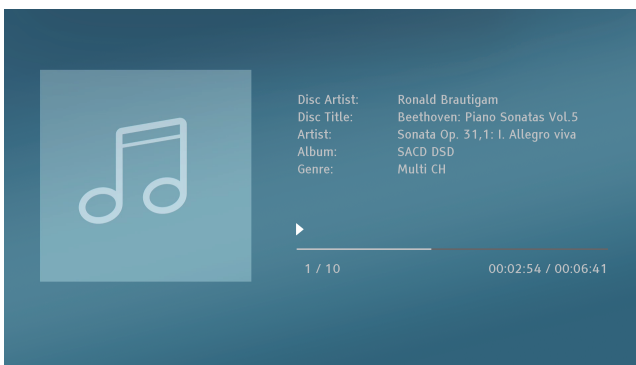 Disc Artist: Ronald Brautigam
Disc Title: Beethoven: Piano Sonatas Vol.5
Artist: Sonata Op. 31,1: I. Allegro viva
Album: SACD DSD
Genre: Multi CH
1 / 10 00:02:54 / 00:06:41